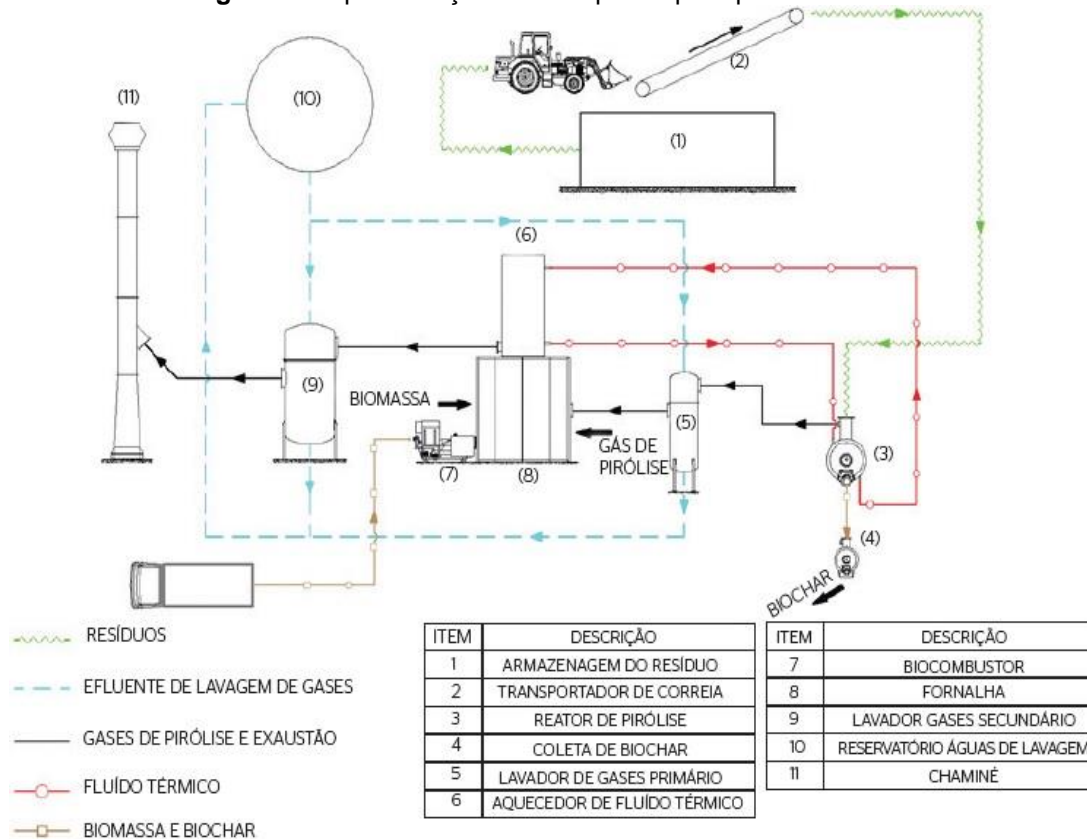 (11)
(10)
(2)
(1)
(6)
(9)
BIOMASSA
(5)
GÁS DE
PIRÓLISE
(3)
(7)
(8)
(4)
BIOCHAR
RESÍDUOS
EFLUENTE DE LAVAGEM DE GASES
GASES DE PIRÓLISE E EXAUSTÃO
FLUÍDO TÉRMICO
BIOMASSA E BIOCHAR
ITEM DESCRIÇÃO
1 ARMAZENAGEM DO RESÍDUO
2 TRANSPORTADOR DE CORREIA
3 REATOR DE PIRÓLISE
4 COLETA DE BIOCHAR
5 LAVADOR DE GASES PRIMÁRIO
6 AQUECEDOR DE FLUÍDO TÉRMICO
ITEM DESCRIÇÃO
7 BIOCOMBUSTOR
8 FORNALHA
9 LAVADOR GASES SECUNDÁRIO
10 RESERVATÓRIO ÁGUAS DE LAVAGEM
11 CHAMINÉ